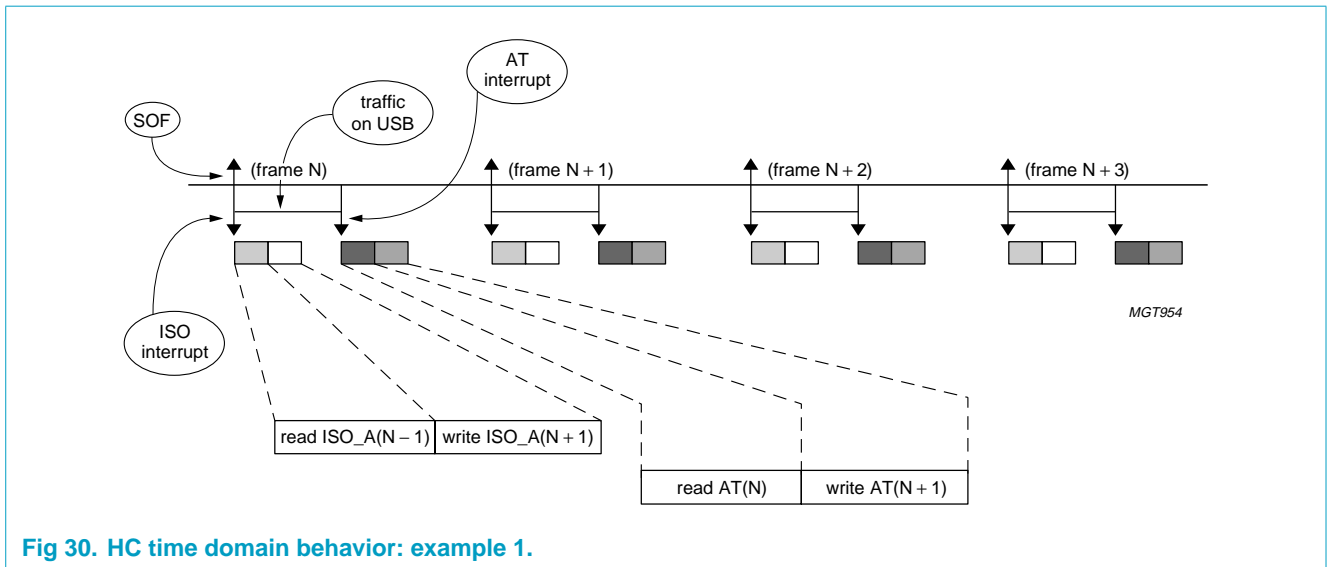 AT
interrupt
traffic
on USB
SOF
(frame N)
(frame N + 1)
(frame N + 2)
(frame N + 3)
MGT954
ISO
interrupt
read ISO_A(N − 1)
write ISO_A(N + 1)
read AT(N)
write AT(N + 1)
Fig 30. HC time domain behavior: example 1.